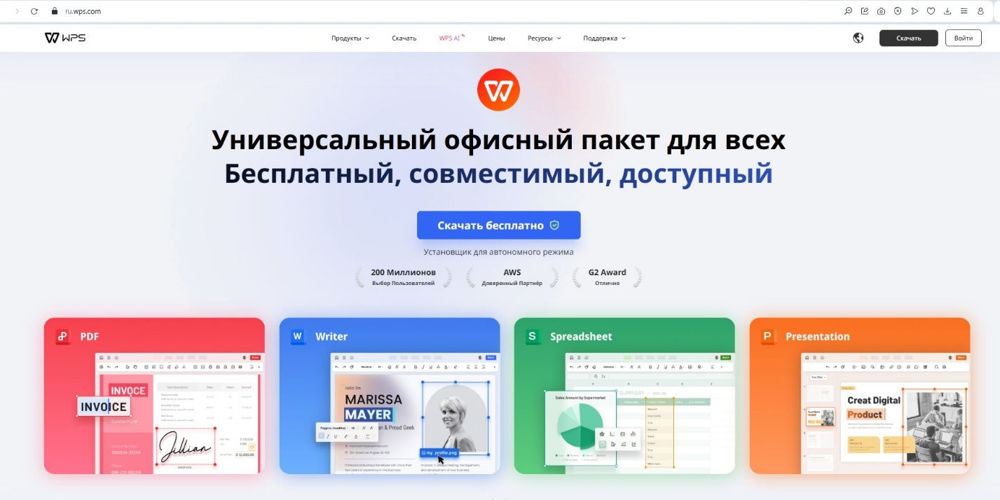 ru.wps.com
WPS
Продукты
Скачать
WPS AI
Цены
Ресурсы
Поддержка
Скачать
Войти
Универсальный офисный пакет для всех
Бесплатный, совместимый, доступный
Скачать бесплатно
Установщик для автономного режима
200 Миллионов
Выбор Пользователей
AWS
Доверенный Партнёр
G2 Award
Отлично
PDF
INVOCE
INVOICE
Jillian
SIGNATURE
W Writer
Hello! I'm
MARISSA
MAYER
an & Proud Geek
my_profile.png
S Spreadsheet
Sales Amount by Supermarket
SUMMARY
P Presentation
Creat Digital
Product